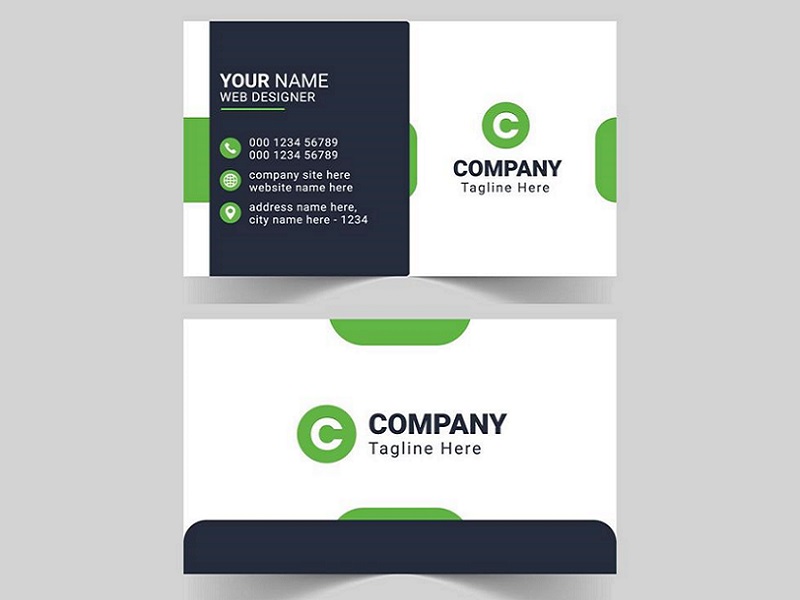 YOUR NAME
WEB DESIGNER
000 1234 56789
000 1234 56789
company site here
website name here
address name here,
city name here - 1234
C
COMPANY
Tagline Here
C
COMPANY
Tagline Here